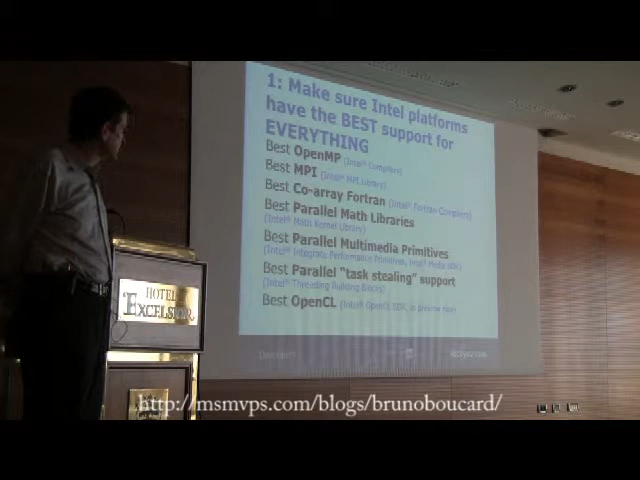 1: Make sure Intel platforms
have the BEST support for
EVERYTHING
Best OpenMP (Intel® Compilers)
Best MPI (Intel® MPI Library)
Best Co-array Fortran (Intel® Fortran Compilers)
Best Parallel Math Libraries
(Intel® Math Kernel Library)
Best Parallel Multimedia Primitives
(Intel® Integrated Performance Primitives, Intel® Media SDK)
Best Parallel "task stealing" support
(Intel® Threading Building Blocks)
Best OpenCL (Intel® OpenCL SDK, in preview now)
HOTEL
EXCELSIOR
http://msmvps.com/blogs/brunoboucard/